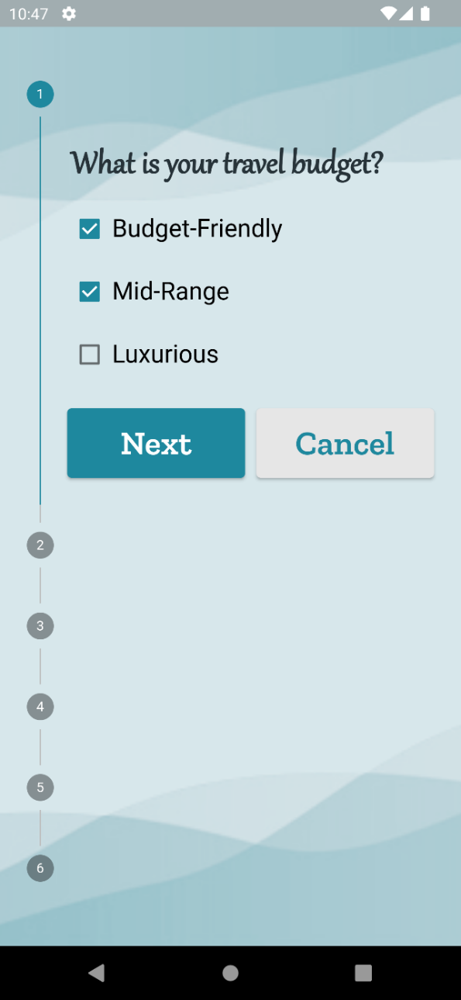 10:47
1
What is your travel budget?
Budget-Friendly
Mid-Range
Luxurious
Next Cancel
2
3
4
5
6